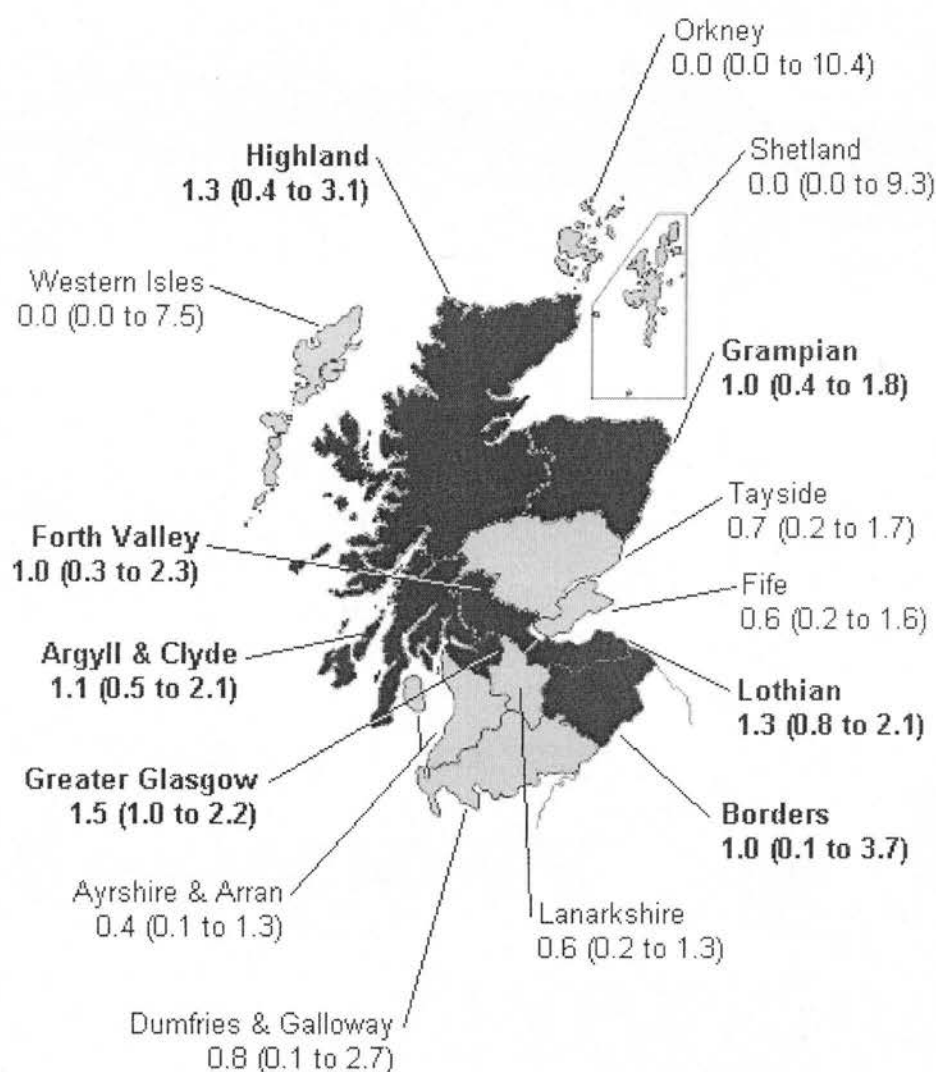 Orkney
0.0 (0.0 to 10.4)
Highland
1.3 (0.4 to 3.1)
Shetland
0.0 (0.0 to 9.3)
Western Isles
0.0 (0.0 to 7.5)
Grampian
1.0 (0.4 to 1.8)
Tayside
0.7 (0.2 to 1.7)
Forth Valley
1.0 (0.3 to 2.3)
Fife
0.6 (0.2 to 1.6)
Argyll & Clyde
1.1 (0.5 to 2.1)
Lothian
1.3 (0.8 to 2.1)
Greater Glasgow
1.5 (1.0 to 2.2)
Borders
1.0 (0.1 to 3.7)
Ayrshire & Arran
0.4 (0.1 to 1.3)
Lanarkshire
0.6 (0.2 to 1.3)
Dumfries & Galloway
0.8 (0.1 to 2.7)